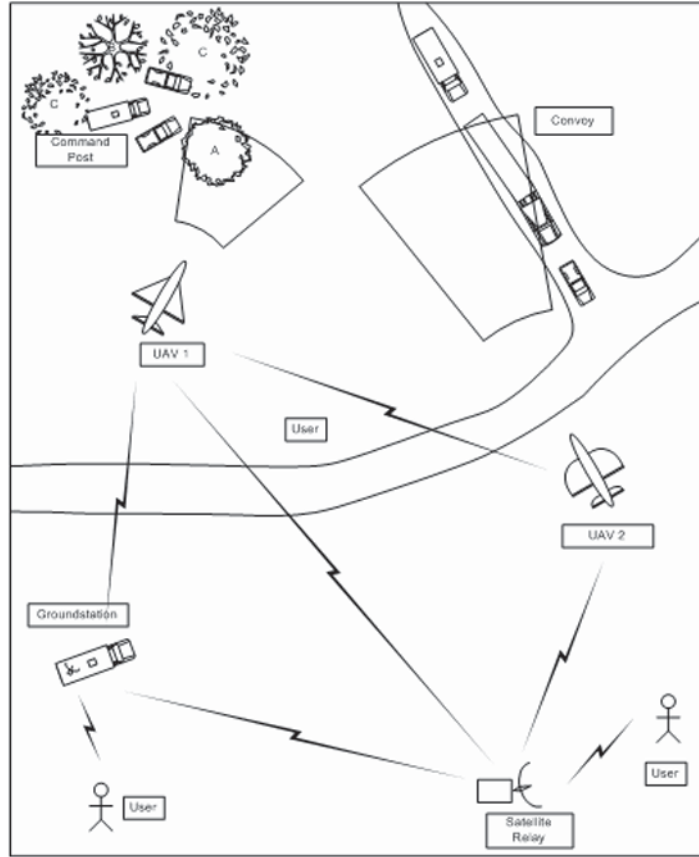 B
C
C
Command
Post
A
Convoy
UAV 1
User
UAV 2
Groundstation
User
User
Satellite
Relay